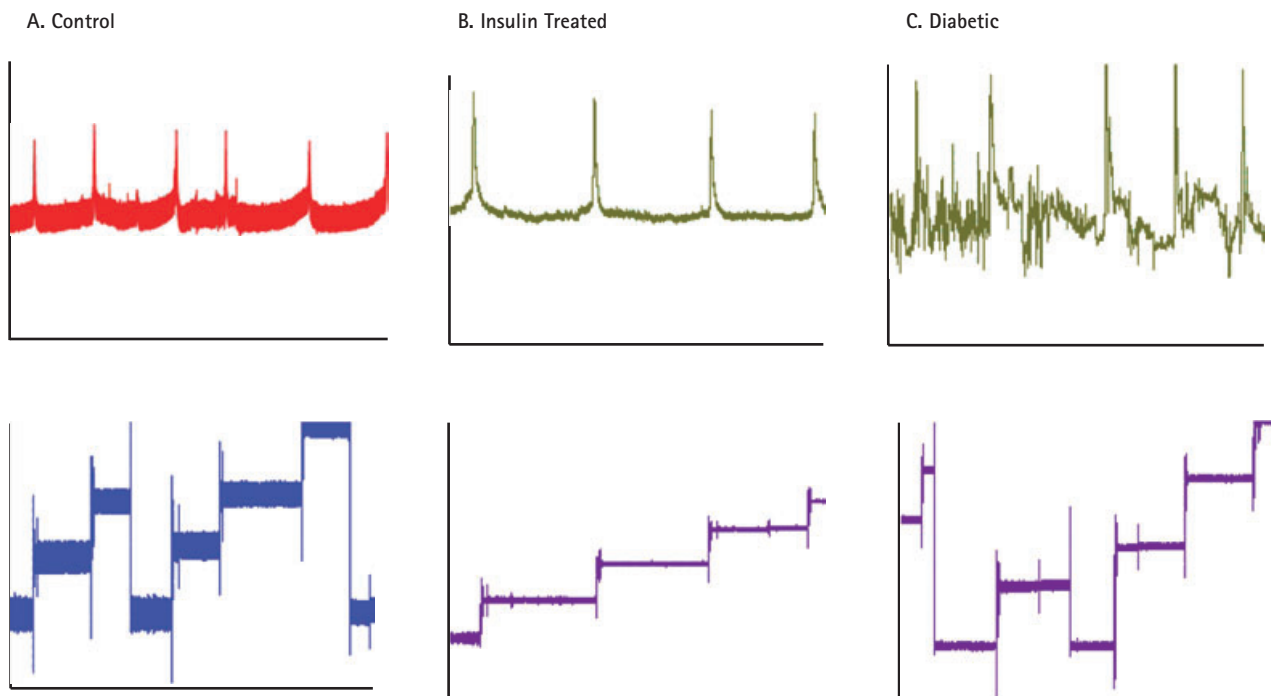 A. Control
B. Insulin Treated
C. Diabetic